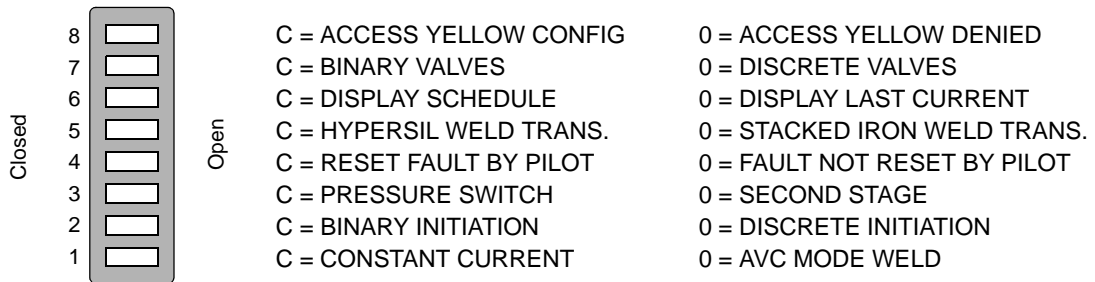 8 C = ACCESS YELLOW CONFIG 0 = ACCESS YELLOW DENIED
7 C = BINARY VALVES 0 = DISCRETE VALVES
6 C = DISPLAY SCHEDULE 0 = DISPLAY LAST CURRENT
5 C = HYPERSIL WELD TRANS. 0 = STACKED IRON WELD TRANS.
4 C = RESET FAULT BY PILOT 0 = FAULT NOT RESET BY PILOT
3 C = PRESSURE SWITCH 0 = SECOND STAGE
2 C = BINARY INITIATION 0 = DISCRETE INITIATION
1 C = CONSTANT CURRENT 0 = AVC MODE WELD
Closed
Open